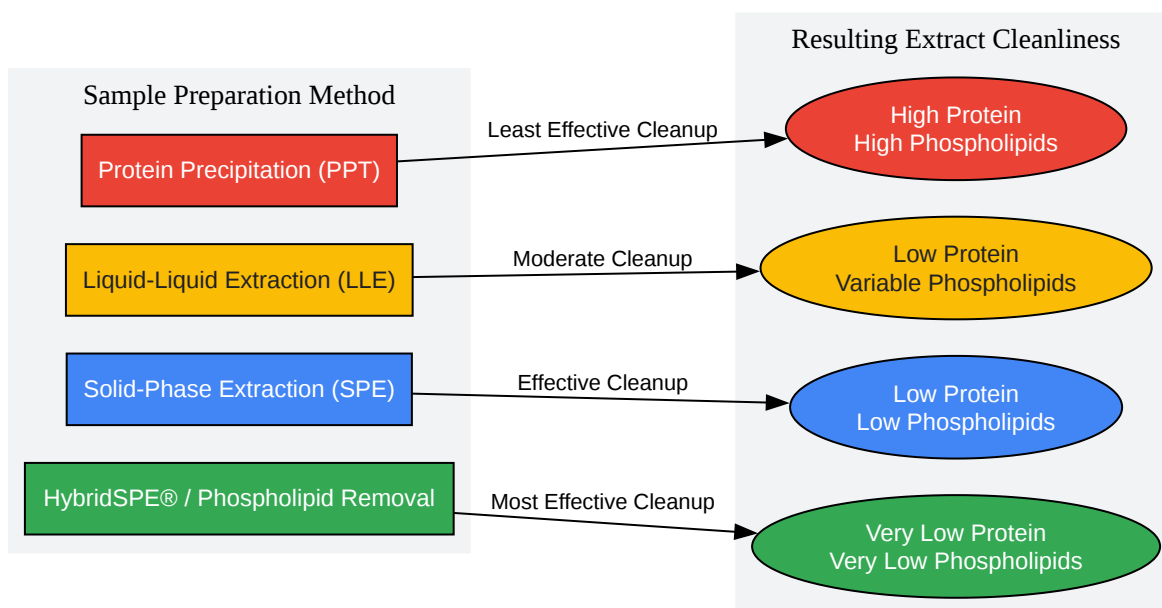 Resulting Extract Cleanliness
Sample Preparation Method
Protein Precipitation (PPT)
Least Effective Cleanup
High Protein
High Phospholipids
Liquid-Liquid Extraction (LLE)
Moderate Cleanup
Low Protein
Variable Phospholipids
Solid-Phase Extraction (SPE)
Effective Cleanup
Low Protein
Low Phospholipids
HybridSPE® / Phospholipid Removal
Most Effective Cleanup
Very Low Protein
Very Low Phospholipids